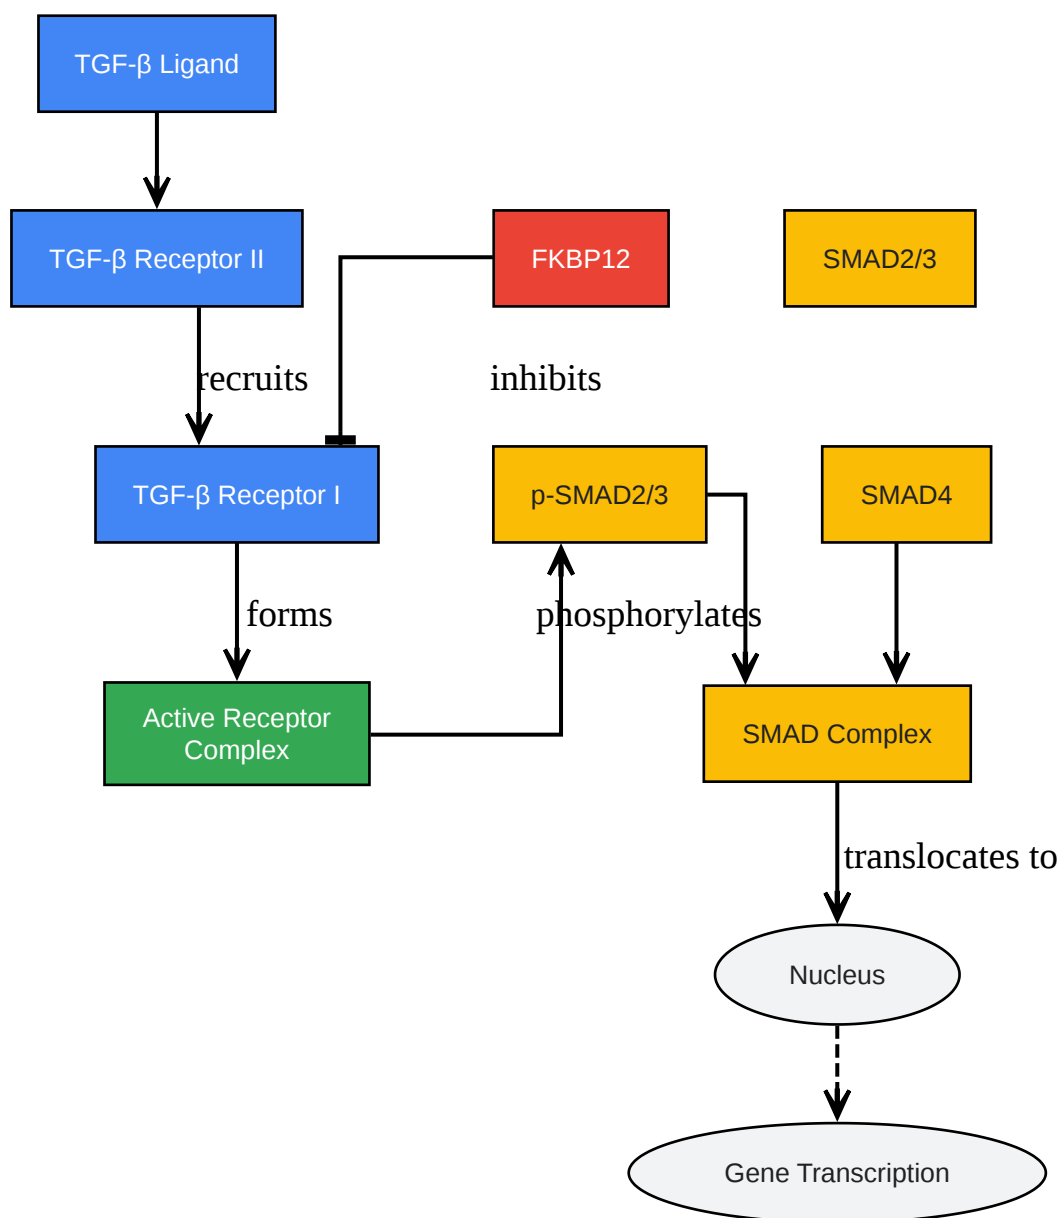 TGF-β Ligand
TGF-β Receptor II
FKBP12
SMAD2/3
recruits
inhibits
TGF-β Receptor I
p-SMAD2/3
SMAD4
forms
phosphorylates
Active Receptor
Complex
SMAD Complex
translocates to
Nucleus
Gene Transcription